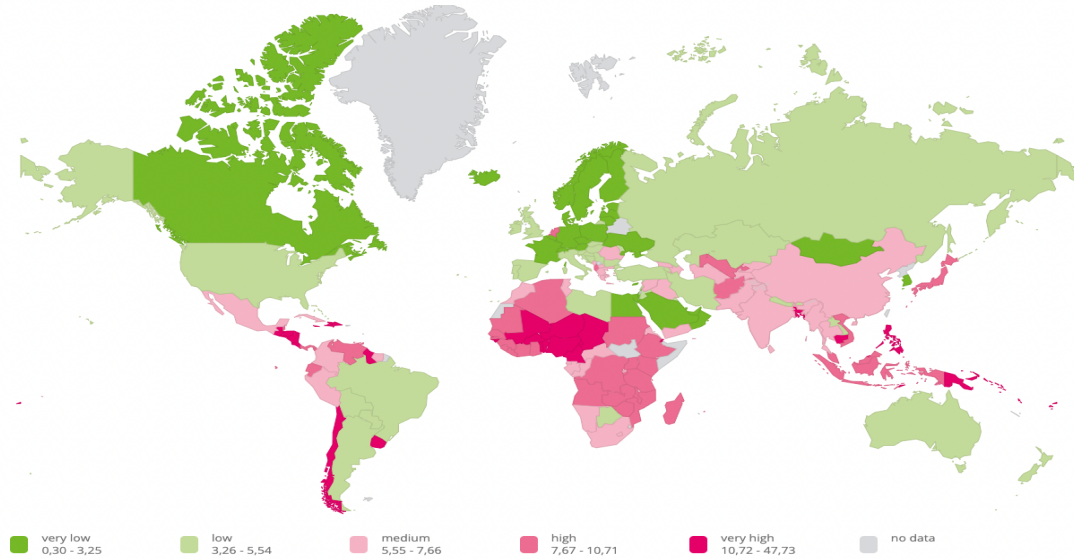 very low
0,30 - 3,25
low
3,26 - 5,54
medium
5,55 - 7,66
high
7,67 - 10,71
very high
10,72 - 47,73
no data